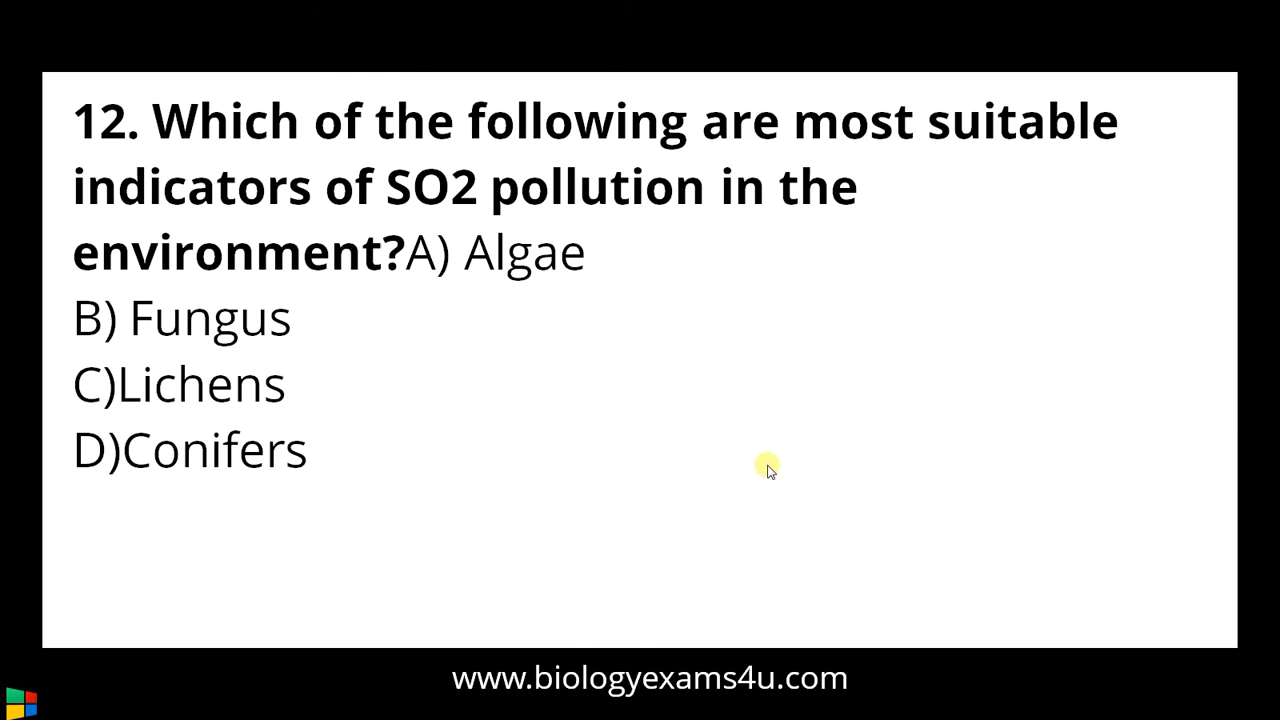 12. Which of the following are most suitable
indicators of SO2 pollution in the
environment?A) Algae
B) Fungus
C)Lichens
D)Conifers
www.biologyexams4u.com